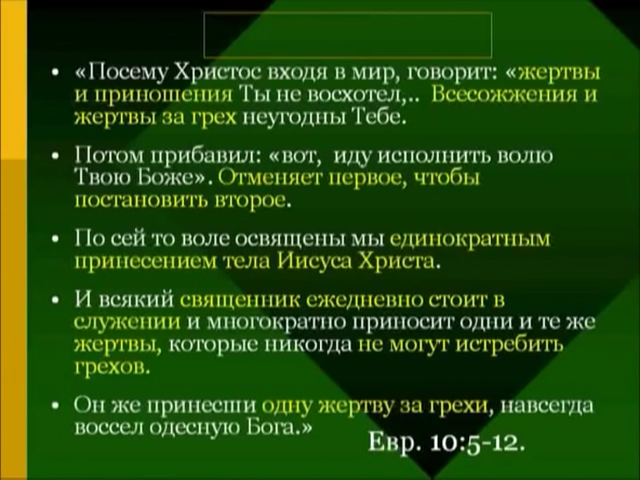 • «Посему Христос входя в мир, говорит: «жертвы
и приношения Ты не восхотел,.. Всесожжения и
жертвы за грех неугодны Тебе.
• Потом прибавил: «вот, иду исполнить волю
Твою Боже». Отменяет первое, чтобы
постановить второе.
• По сей то воле освящены мы единократным
принесением тела Иисуса Христа.
• И всякий священник ежедневно стоит в
служении и многократно приносит одни и те же
жертвы, которые никогда не могут истребить
грехов.
• Он же принесши одну жертву за грехи, навсегда
воссел одесную Бога.»
Евр. 10:5-12.